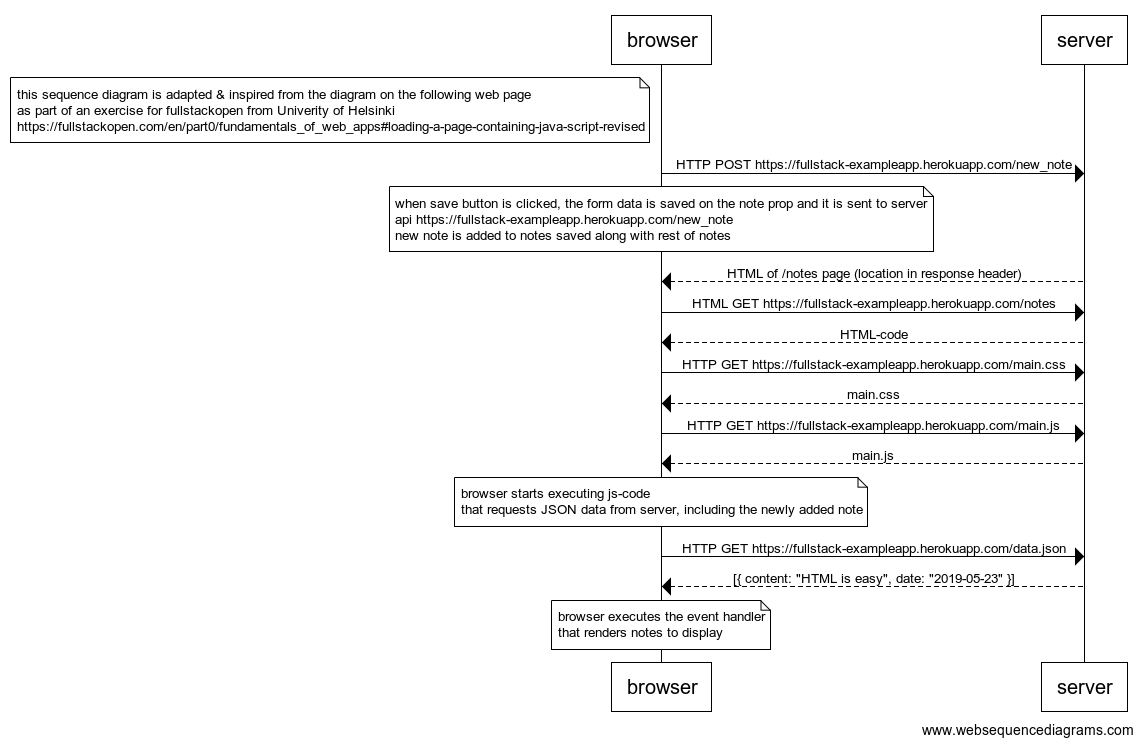 browser
server
this sequence diagram is adapted & inspired from the diagram on the following web page
as part of an exercise for fullstackopen from Univerity of Helsinki
https://fullstackopen.com/en/part0/fundamentals_of_web_apps#loading-a-page-containing-java-script-revised
HTTP POST https://fullstack-exampleapp.herokuapp.com/new_note
when save button is clicked, the form data is saved on the note prop and it is sent to server
api https://fullstack-exampleapp.herokuapp.com/new_note
new note is added to notes saved along with rest of notes
HTML of /notes page (location in response header)
HTML GET https://fullstack-exampleapp.herokuapp.com/notes
HTML-code
HTTP GET https://fullstack-exampleapp.herokuapp.com/main.css
main.css
HTTP GET https://fullstack-exampleapp.herokuapp.com/main.js
main.js
browser starts executing js-code
that requests JSON data from server, including the newly added note
HTTP GET https://fullstack-exampleapp.herokuapp.com/data.json
[{ content: "HTML is easy", date: "2019-05-23" }]
browser executes the event handler
that renders notes to display
browser
server
www.websequencediagrams.com